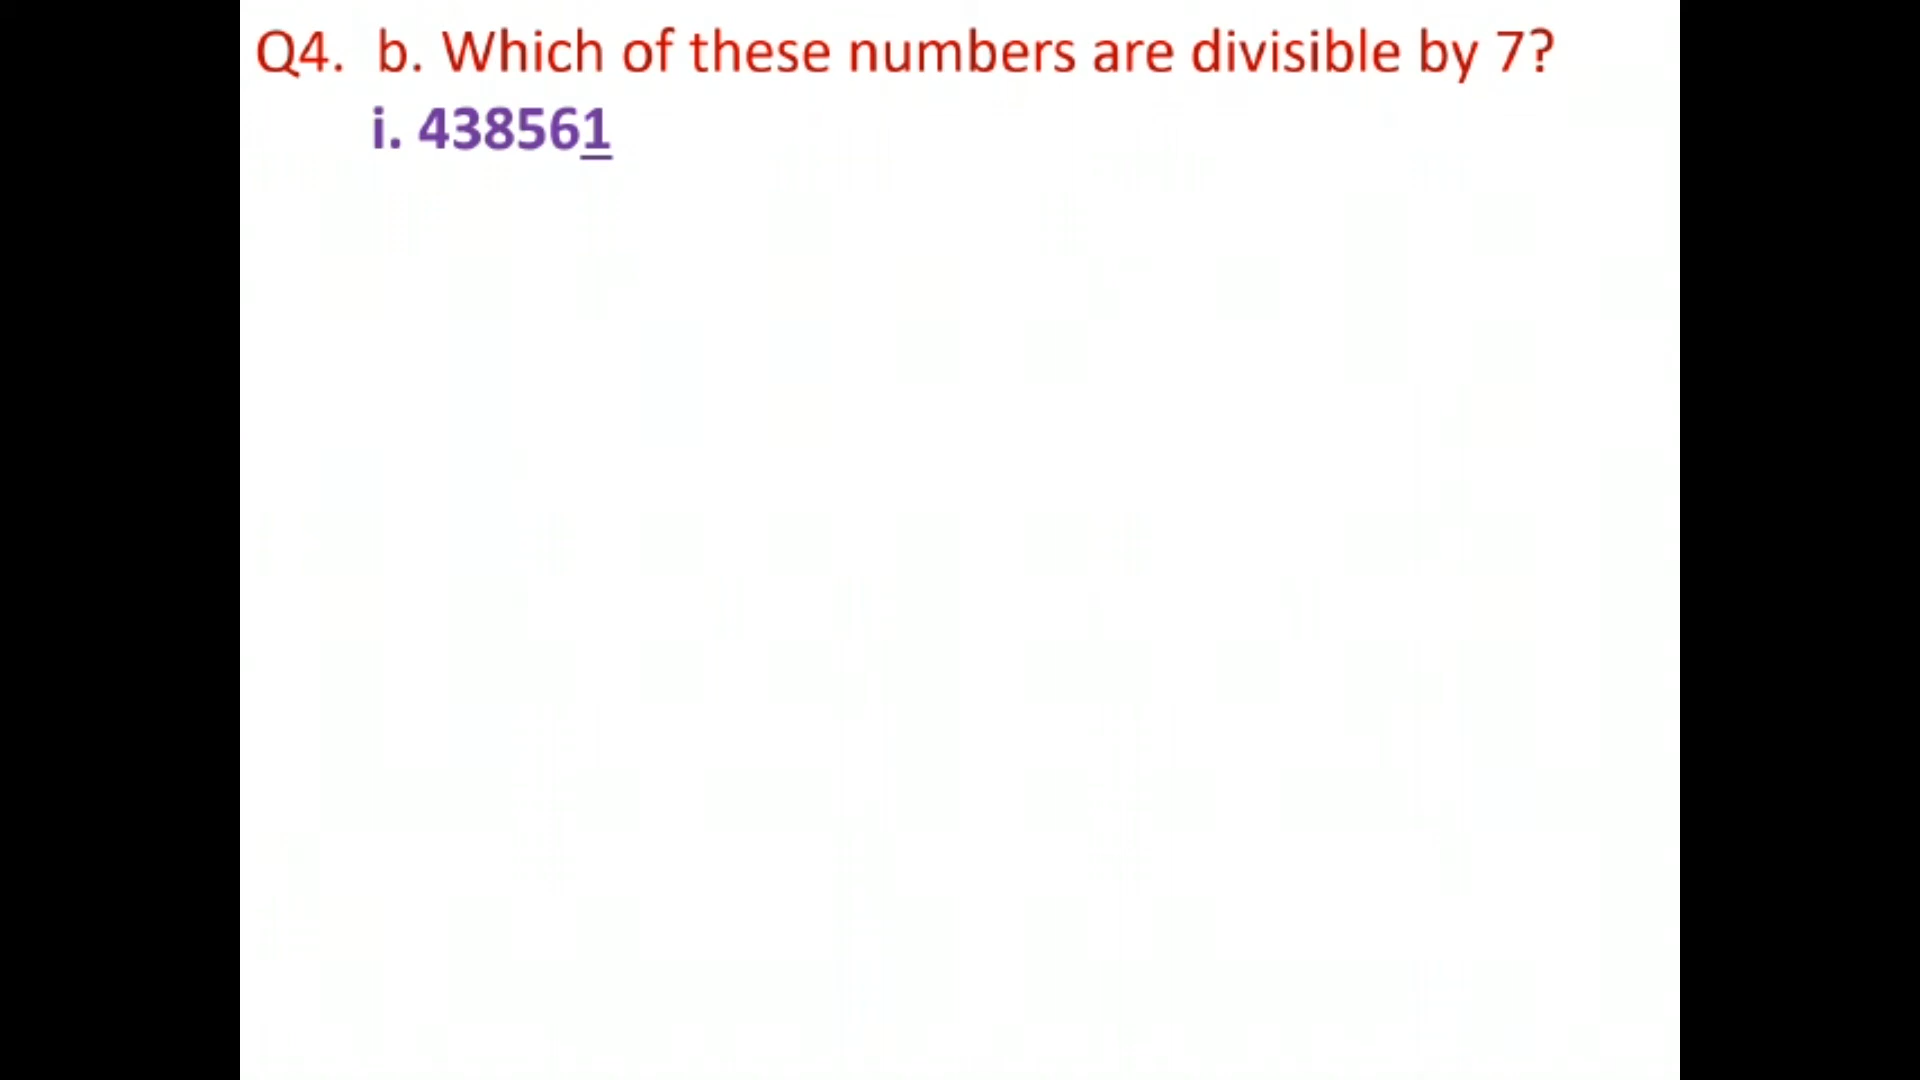 Q4. b. Which of these numbers are divisible by 7?
i. 438561